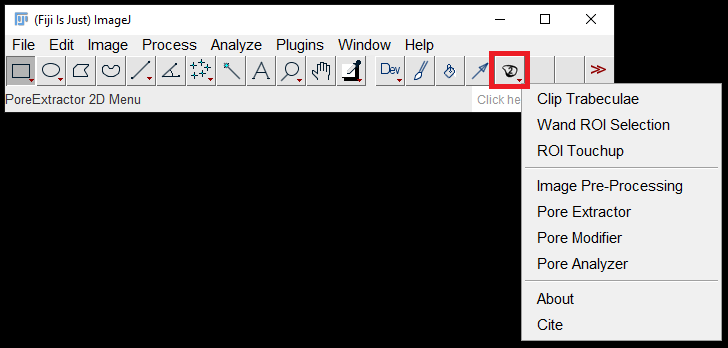 (Fiji Is Just) ImageJ
File Edit Image Process Analyze Plugins Window Help
A Dev >>
PoreExtractor 2D Menu
Click he
Clip Trabeculae
Wand ROI Selection
ROI Touchup
Image Pre-Processing
Pore Extractor
Pore Modifier
Pore Analyzer
About
Cite